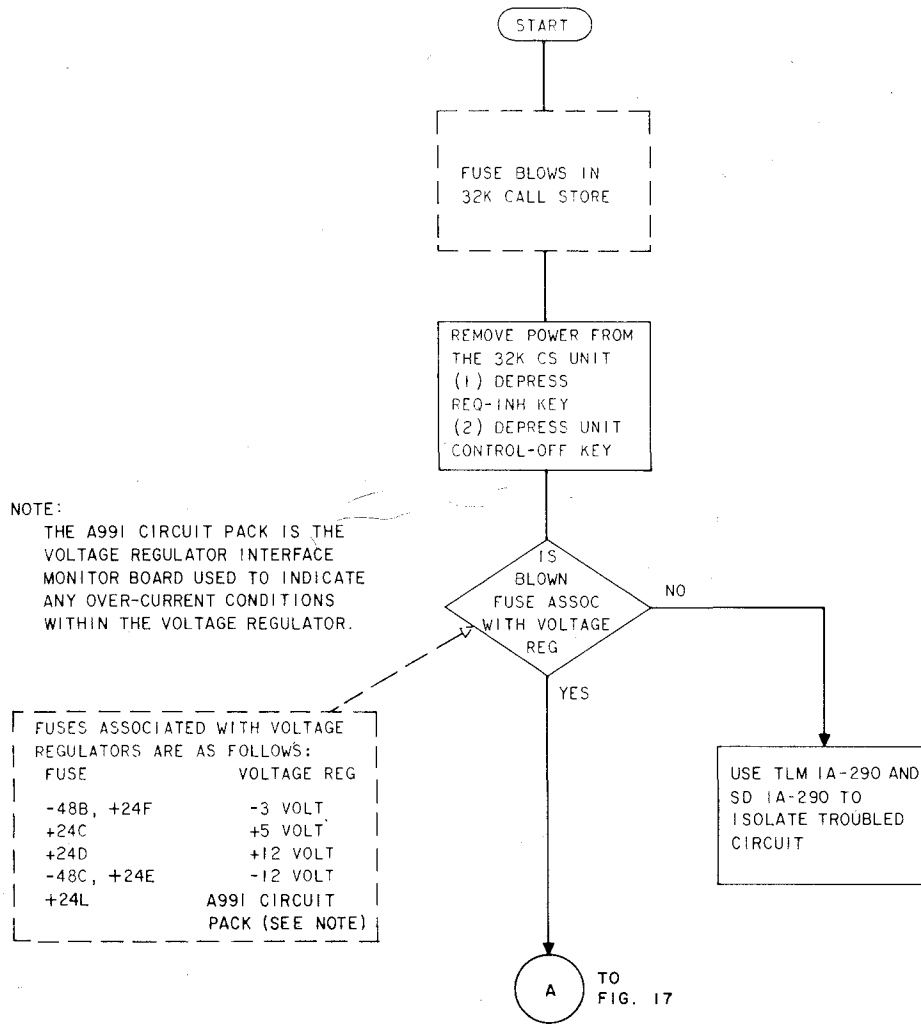 START
FUSE BLOWS IN
32K CALL STORE
REMOVE POWER FROM
THE 32K CS UNIT
(1) DEPRESS
REQ-INH KEY
(2) DEPRESS UNIT
CONTROL-OFF KEY
NOTE:
THE A991 CIRCUIT PACK IS THE
VOLTAGE REGULATOR INTERFACE
MONITOR BOARD USED TO INDICATE
ANY OVER-CURRENT CONDITIONS
WITHIN THE VOLTAGE REGULATOR.
IS
BLOWN
FUSE ASSOC
WITH VOLTAGE
REG
NO
YES
FUSES ASSOCIATED WITH VOLTAGE
REGULATORS ARE AS FOLLOWS:
FUSE VOLTAGE REG
-48B, +24F -3 VOLT
+24C +5 VOLT
+24D +12 VOLT
-48C, +24E -12 VOLT
+24L A991 CIRCUIT
PACK (SEE NOTE)
USE TLM 1A-290 AND
SD 1A-290 TO
ISOLATE TROUBLED
CIRCUIT
A
TO
FIG. 17